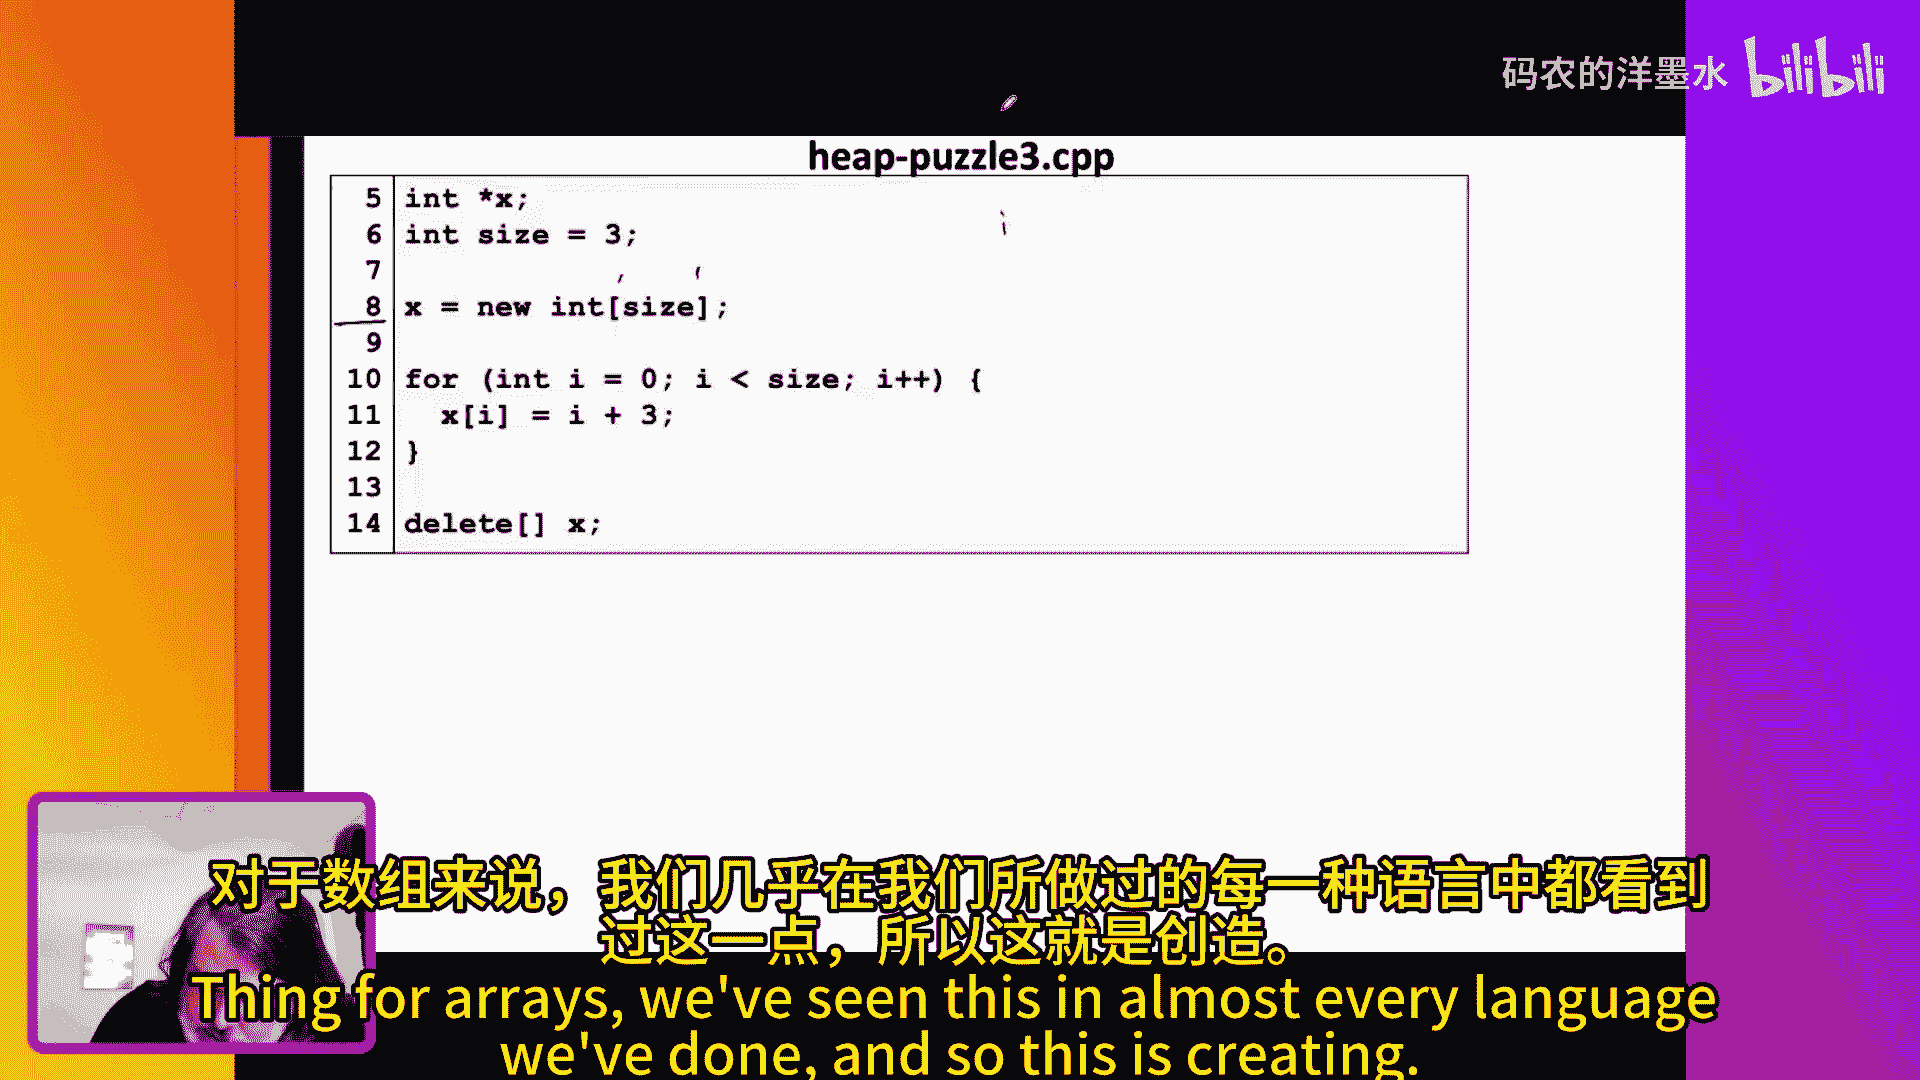 码农的洋墨水 bilibili
heap-puzzle3.cpp
5 int *x;
6 int size = 3;
7
8 x = new int[size];
9
10 for (int i = 0; i < size; i++) {
11   x[i] = i + 3;
12 }
13
14 delete[] x;
对于数组来说，我们几乎在我们所做过的每一种语言中都看到
过这一点，所以这就是创造。
Thing for arrays, we've seen this in almost every language
we've done, and so this is creating.